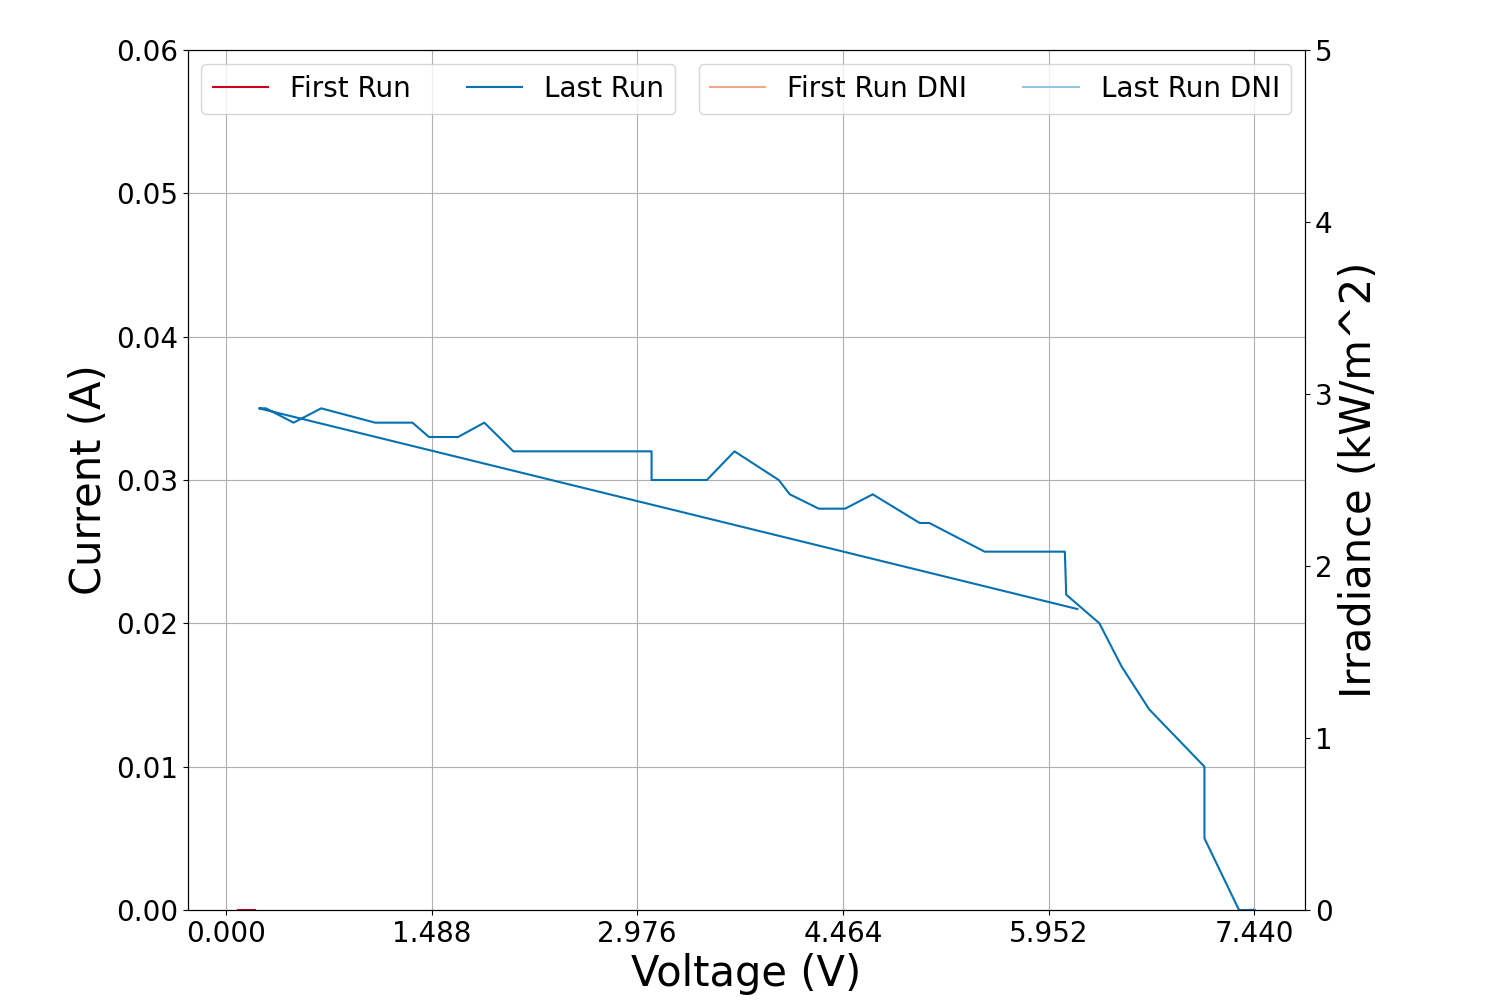 First Run
Last Run
First Run DNI
Last Run DNI
0.06
0.05
0.04
0.03
0.02
0.01
0.00
Current (A)
5
4
3
2
1
0
Irradiance (kW/m^2)
0.000
1.488
2.976
4.464
5.952
7.440
Voltage (V)